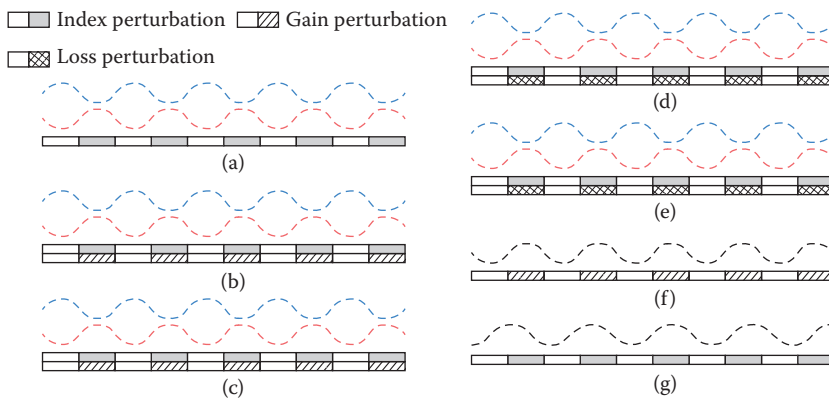 Index perturbation
Gain perturbation
Loss perturbation
(a)
(b)
(c)
(d)
(e)
(f)
(g)